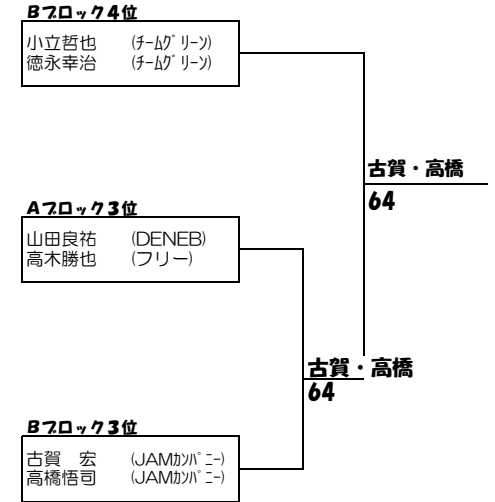 Bブロック4位
小立哲也 (ﾁｰﾑｸﾞﾘｰﾝ)
徳永幸治 (ﾁｰﾑｸﾞﾘｰﾝ)
古賀・高橋
64
Aブロック3位
山田良祐 (DENEB)
高木勝也 (フリー)
古賀・高橋
64
Bブロック3位
古賀　宏 (JAMｶﾝﾊﾟﾆｰ)
高橋悟司 (JAMｶﾝﾊﾟﾆｰ)